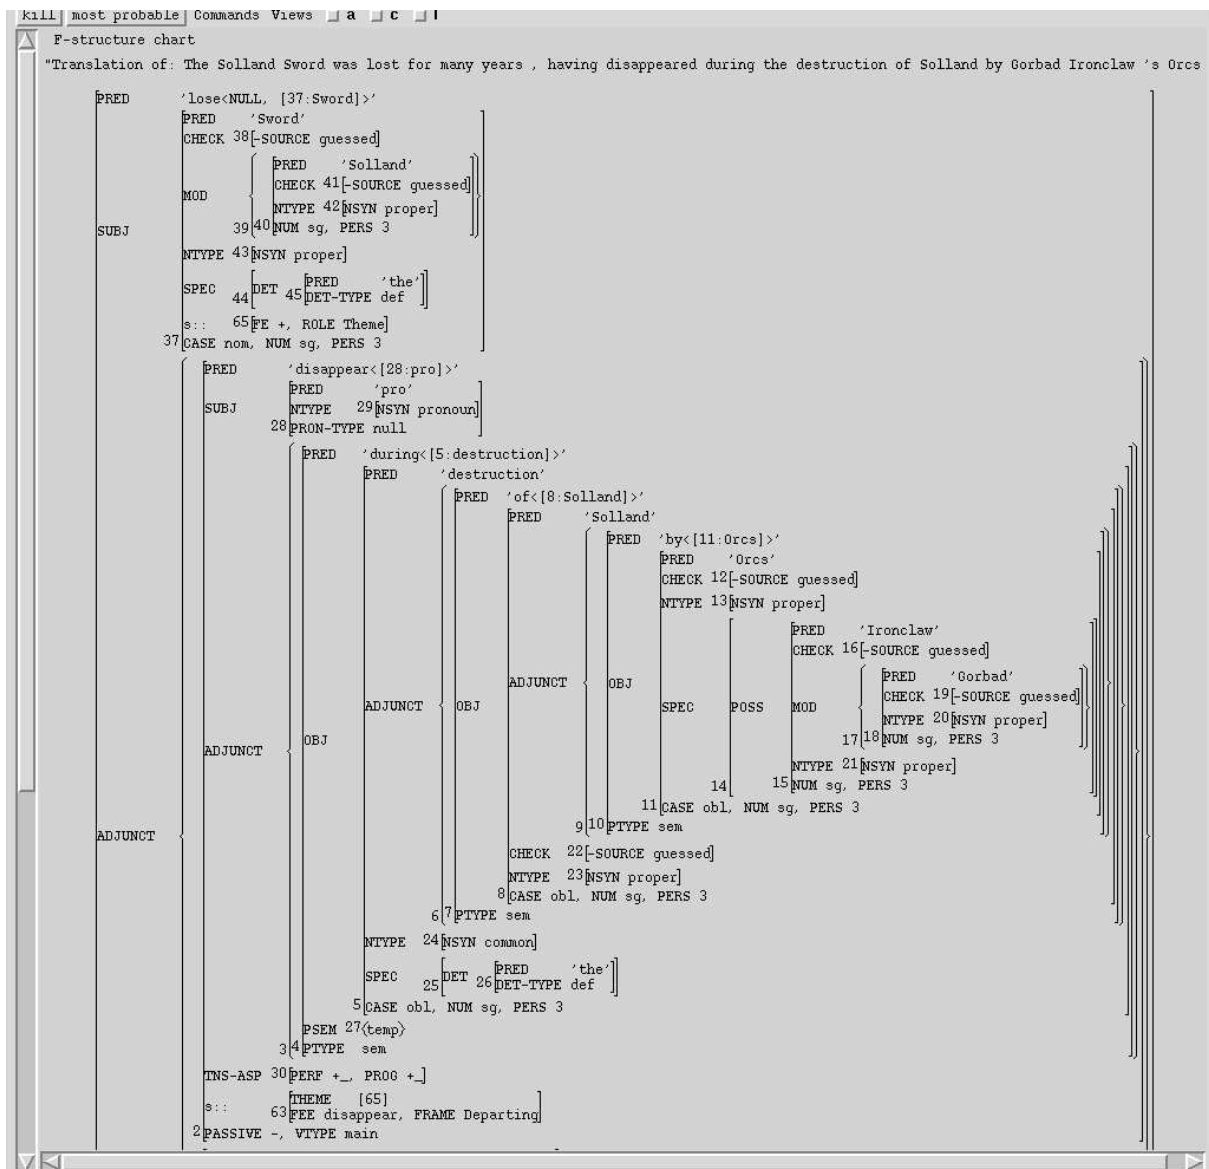 kill most probable Commands Views a c l
F-structure chart
"Translation of: The Solland Sword was lost for many years , having disappeared during the destruction of Solland by Gorbad Ironclaw 's Orcs
PRED 'lose<NULL, [37:Sword]>'
PRED 'Sword'
CHECK 38[-SOURCE guessed]
PRED 'Solland'
CHECK 41[-SOURCE guessed]
MOD
NTYPE 42[NSYN proper]
39 40 NUM sg, PERS 3
SUBJ
NTYPE 43[NSYN proper]
PRED 'the'
SPEC 44 DET 45 DET-TYPE def
s:: 65[FE +, ROLE Theme]
37 CASE nom, NUM sg, PERS 3
PRED 'disappear<[28:pro]>'
PRED 'pro'
SUBJ NTYPE 29[NSYN pronoun]
28 PRON-TYPE null
PRED 'during<[5:destruction]>'
PRED 'destruction'
PRED 'of<[8:Solland]>'
PRED 'Solland'
PRED 'by<[11:Orcs]>'
PRED 'Orcs'
CHECK 12[-SOURCE guessed]
NTYPE 13[NSYN proper]
PRED 'Ironclaw'
CHECK 16[-SOURCE guessed]
PRED 'Gorbad'
ADJUNCT OBJ
CHECK 19[-SOURCE guessed]
ADJUNCT OBJ SPEC POSS MOD
NTYPE 20[NSYN proper]
17 18 NUM sg, PERS 3
ADJUNCT OBJ
NTYPE 21[NSYN proper]
14 15 NUM sg, PERS 3
11 CASE obl, NUM sg, PERS 3
9 10 PTYPE sem
ADJUNCT
CHECK 22[-SOURCE guessed]
NTYPE 23[NSYN proper]
8 CASE obl, NUM sg, PERS 3
6 7 PTYPE sem
NTYPE 24[NSYN common]
PRED 'the'
SPEC 25 DET 26 DET-TYPE def
5 CASE obl, NUM sg, PERS 3
PSEM 27{temp}
3 4 PTYPE sem
TNS-ASP 30[PERF +_, PROG +_]
THEME [65]
s:: 63 FEE disappear, FRAME Departing
2 PASSIVE -, VTYPE main